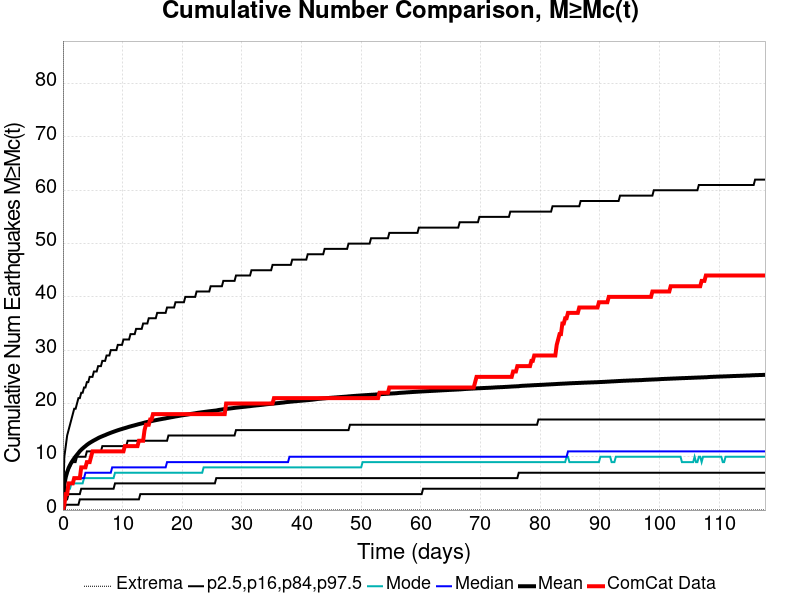 Cumulative Number Comparison, M≥Mc(t)
Cumulative Num Earthquakes M≥Mc(t)
80
70
60
50
40
30
20
10
0
0 10 20 30 40 50 60 70 80 90 100 110
Time (days)
Extrema p2.5,p16,p84,p97.5 Mode Median Mean ComCat Data